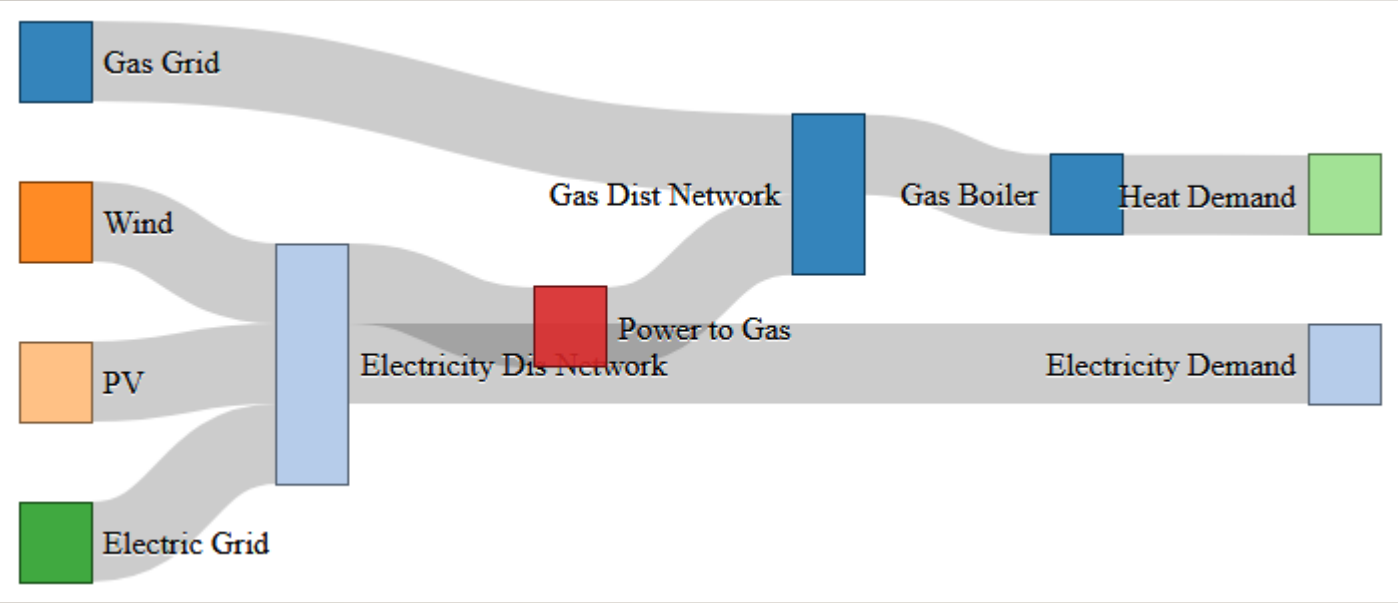 Gas Grid
Gas Dist Network
Gas Boiler
Heat Demand
Wind
Power to Gas
Electricity Dis Network
Electricity Demand
PV
Electric Grid